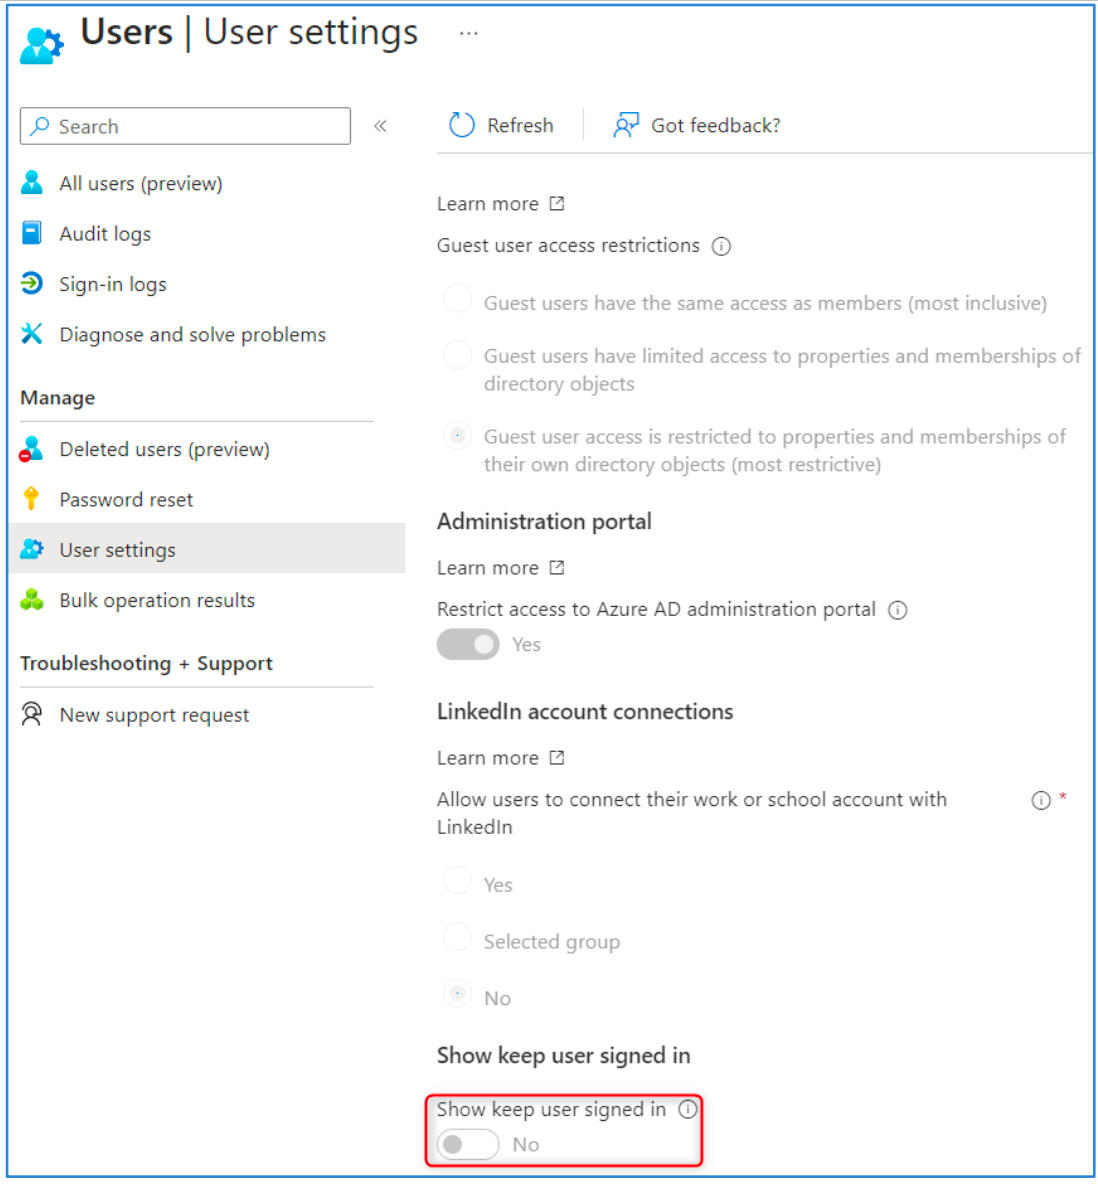 Users | User settings ...
Search
«
All users (preview)
Audit logs
Sign-in logs
Diagnose and solve problems
Manage
Deleted users (preview)
Password reset
User settings
Bulk operation results
Troubleshooting + Support
New support request
Refresh
Got feedback?
Learn more
Guest user access restrictions
Guest users have the same access as members (most inclusive)
Guest users have limited access to properties and memberships of
directory objects
Guest user access is restricted to properties and memberships of
their own directory objects (most restrictive)
Administration portal
Learn more
Restrict access to Azure AD administration portal
Yes
LinkedIn account connections
Learn more
Allow users to connect their work or school account with *
LinkedIn
Yes
Selected group
No
Show keep user signed in
Show keep user signed in
No